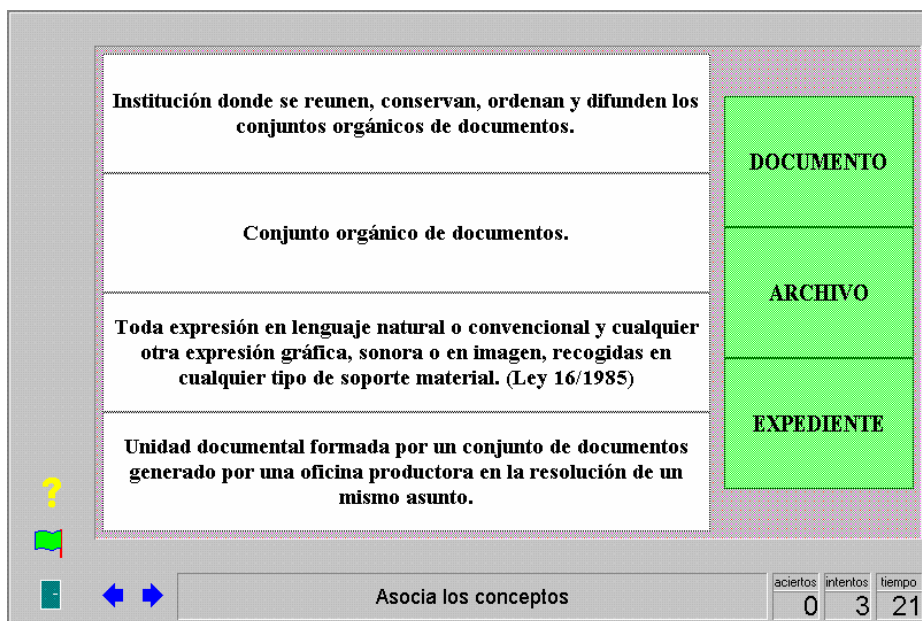 Institución donde se reunen, conservan, ordenan y difunden los
conjuntos orgánicos de documentos.
Conjunto orgánico de documentos.
Toda expresión en lenguaje natural o convencional y cualquier
otra expresión gráfica, sonora o en imagen, recogidas en
cualquier tipo de soporte material. (Ley 16/1985)
Unidad documental formada por un conjunto de documentos
generado por una oficina productora en la resolución de un
mismo asunto.
DOCUMENTO
ARCHIVO
EXPEDIENTE
?
Asocia los conceptos
aciertos intentos tiempo
0 3 21